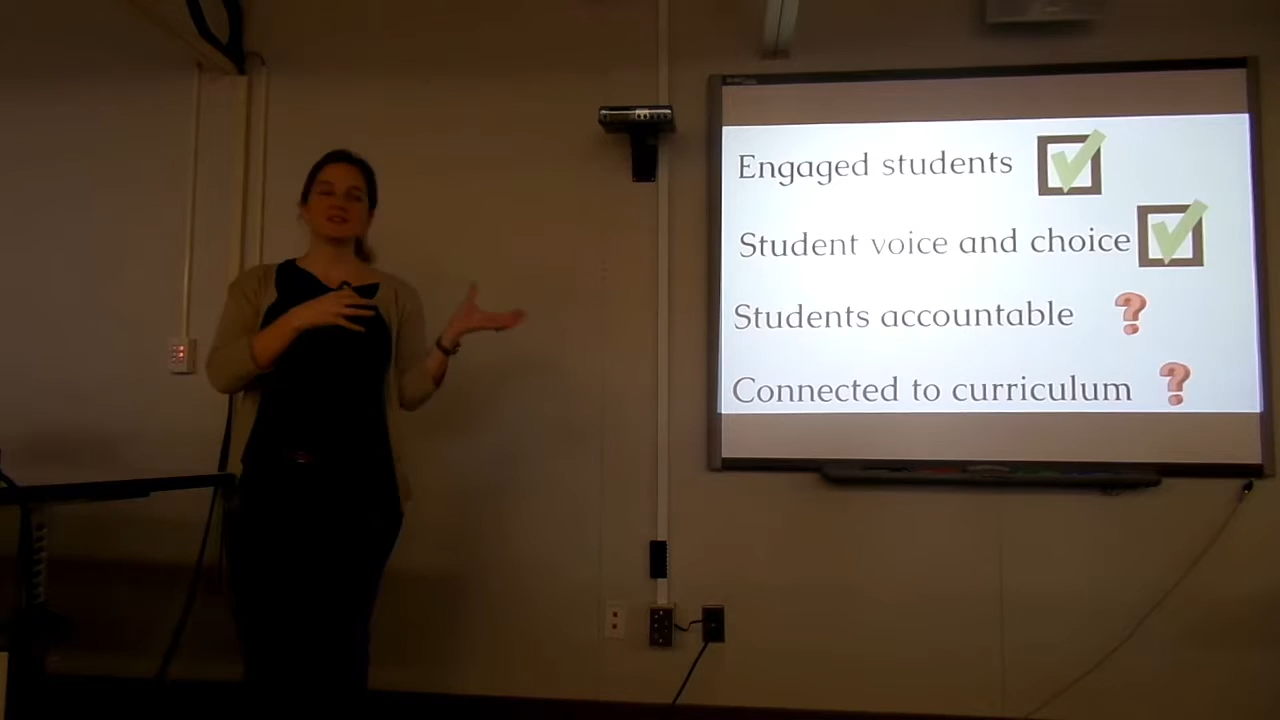 Engaged students
Student voice and choice
Students accountable ?
Connected to curriculum ?